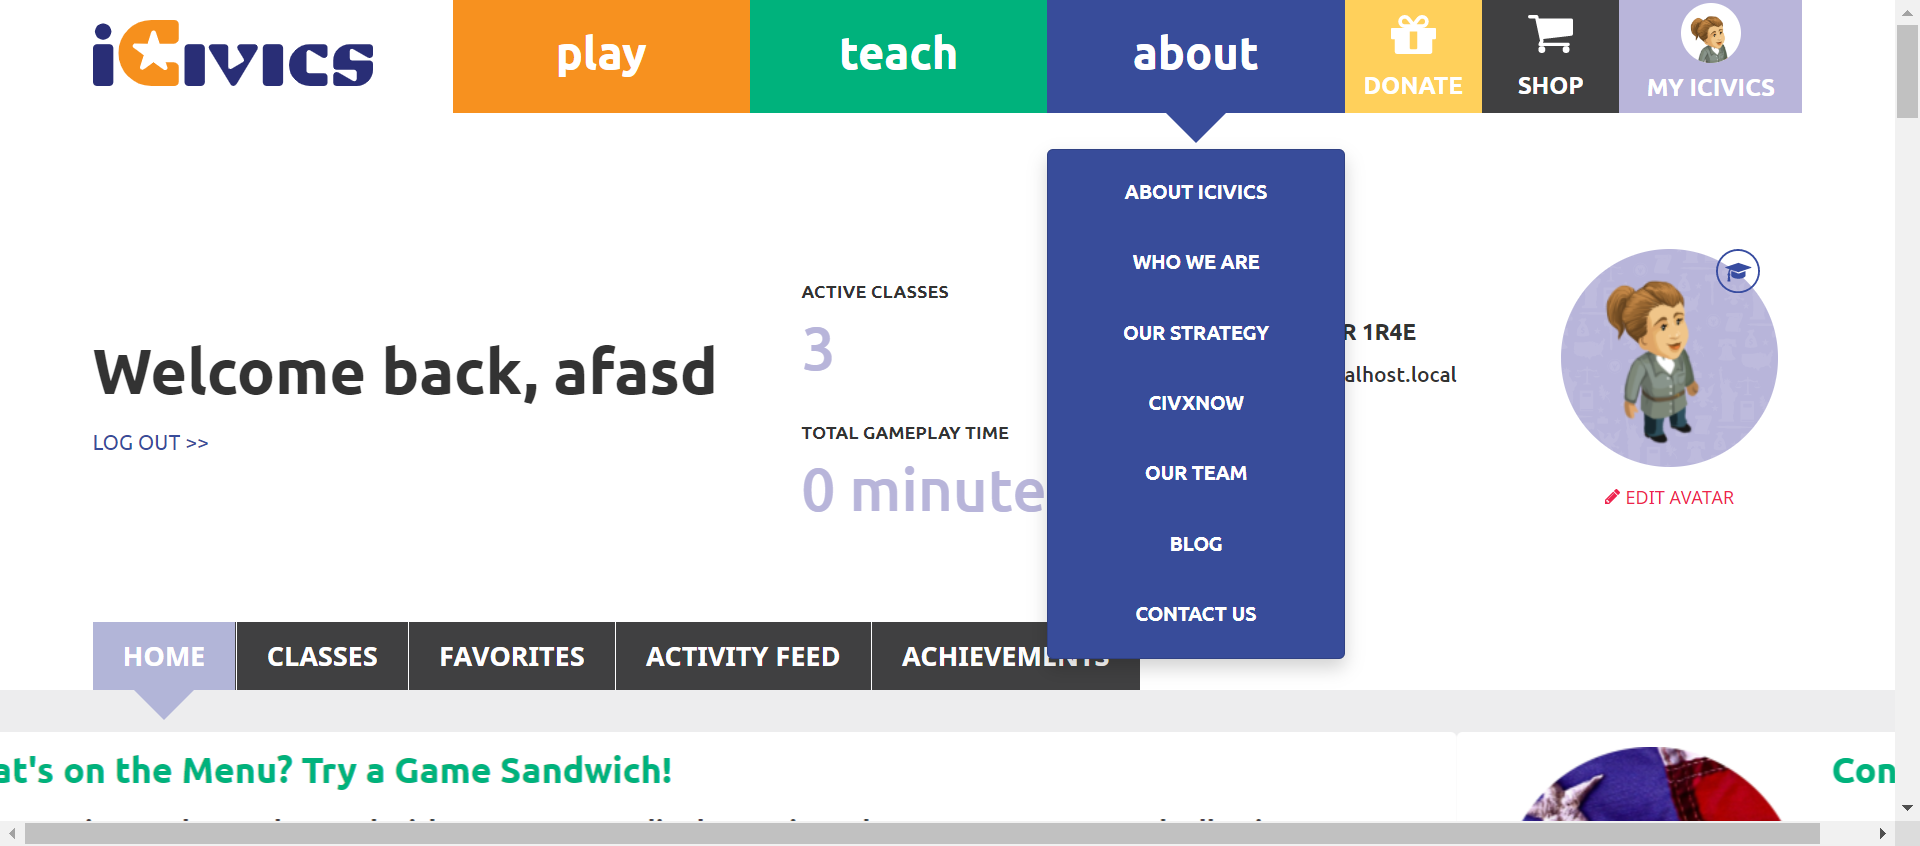 iCivics
play
teach
about
DONATE
SHOP
MY ICIVICS
ABOUT ICIVICS
WHO WE ARE
OUR STRATEGY
CIVXNOW
OUR TEAM
BLOG
CONTACT US
Welcome back, afasd
LOG OUT >>
ACTIVE CLASSES
3
TOTAL GAMEPLAY TIME
0 minute
R 1R4E
alhost.local
EDIT AVATAR
HOME
CLASSES
FAVORITES
ACTIVITY FEED
ACHIEVEMENTS
at's on the Menu? Try a Game Sandwich!
Con